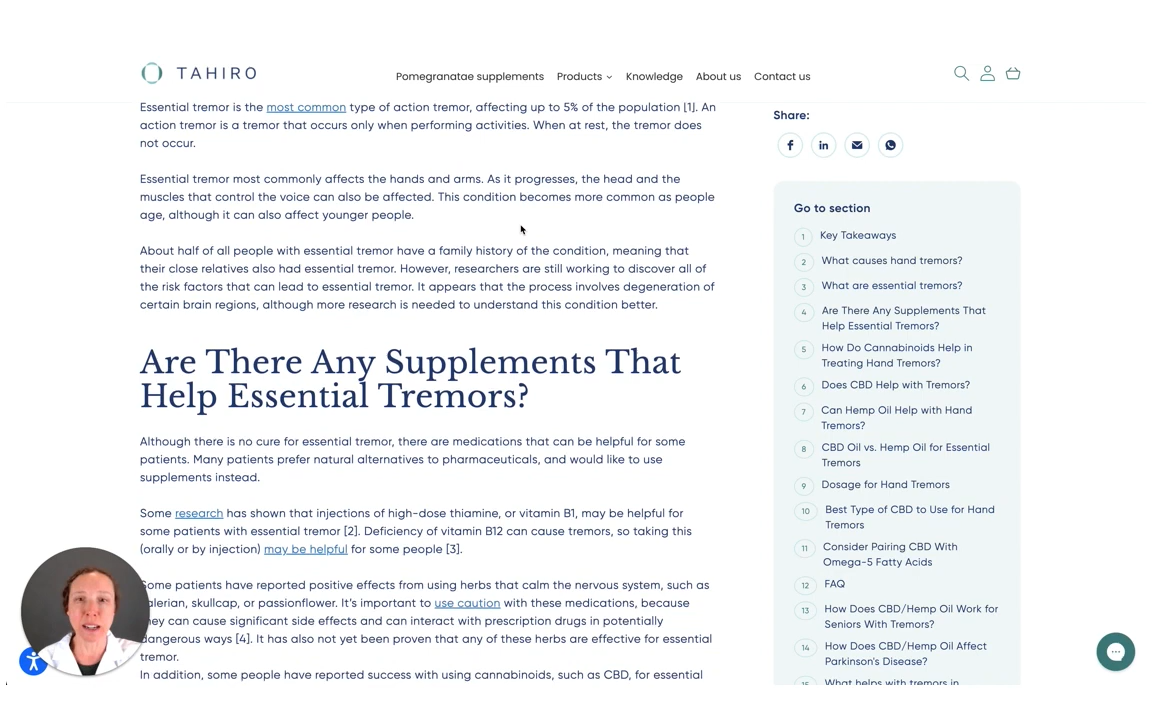 TAHIRO
Pomegranatae supplements Products Knowledge About us Contact us
Essential tremor is the most common type of action tremor, affecting up to 5% of the population [1]. An
action tremor is a tremor that occurs only when performing activities. When at rest, the tremor does
not occur.
Essential tremor most commonly affects the hands and arms. As it progresses, the head and the
muscles that control the voice can also be affected. This condition becomes more common as people
age, although it can also affect younger people.
About half of all people with essential tremor have a family history of the condition, meaning that
their close relatives also had essential tremor. However, researchers are still working to discover all of
the risk factors that can lead to essential tremor. It appears that the process involves degeneration of
certain brain regions, although more research is needed to understand this condition better.
Are There Any Supplements That
Help Essential Tremors?
Although there is no cure for essential tremor, there are medications that can be helpful for some
patients. Many patients prefer natural alternatives to pharmaceuticals, and would like to use
supplements instead.
Some research has shown that injections of high-dose thiamine, or vitamin B1, may be helpful for
some patients with essential tremor [2]. Deficiency of vitamin B12 can cause tremors, so taking this
(orally or by injection) may be helpful for some people [3].
Some patients have reported positive effects from using herbs that calm the nervous system, such as
valerian, skullcap, or passionflower. It's important to use caution with these medications, because
they can cause significant side effects and can interact with prescription drugs in potentially
dangerous ways [4]. It has also not yet been proven that any of these herbs are effective for essential
tremor.
In addition, some people have reported success with using cannabinoids, such as CBD, for essential
Share:
Go to section
1 Key Takeaways
2 What causes hand tremors?
3 What are essential tremors?
4 Are There Any Supplements That
Help Essential Tremors?
5 How Do Cannabinoids Help in
Treating Hand Tremors?
6 Does CBD Help with Tremors?
7 Can Hemp Oil Help with Hand
Tremors?
8 CBD Oil vs. Hemp Oil for Essential
Tremors
9 Dosage for Hand Tremors
10 Best Type of CBD to Use for Hand
Tremors
11 Consider Pairing CBD With
Omega-5 Fatty Acids
12 FAQ
13 How Does CBD/Hemp Oil Work for
Seniors With Tremors?
14 How Does CBD/Hemp Oil Affect
Parkinson's Disease?
15 What helps with tremors in